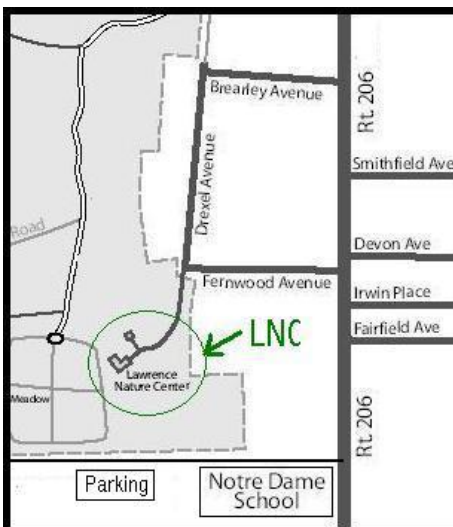 Brearley Avenue
Rt. 206
Smithfield Ave
Drexel Avenue
Road
Devon Ave
Fernwood Avenue
Irwin Place
Fairfield Ave
LNC
Lawrence
Nature Center
Meadow
Rt. 206
Parking
Notre Dame
School